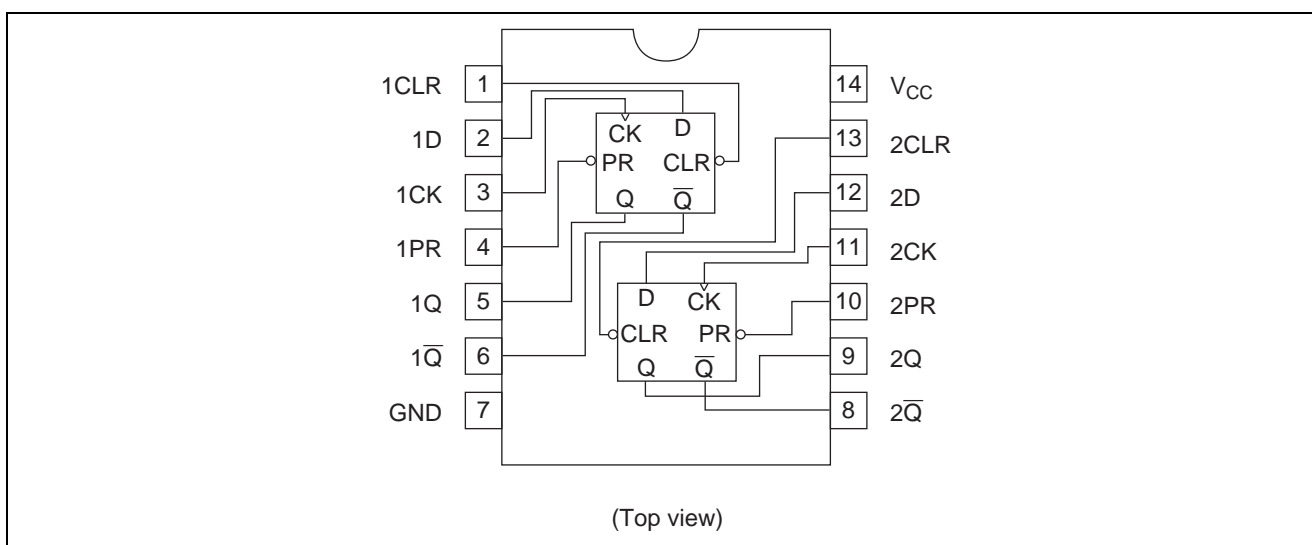 1CLR 1 14 V_CC
1D 2 13 2CLR
1CK 3 12 2D
1PR 4 11 2CK
1Q 5 10 2PR
1Q̅ 6 9 2Q
GND 7 8 2Q̅
CK D
PR CLR
Q Q̅
D CK
CLR PR
Q Q̅
(Top view)